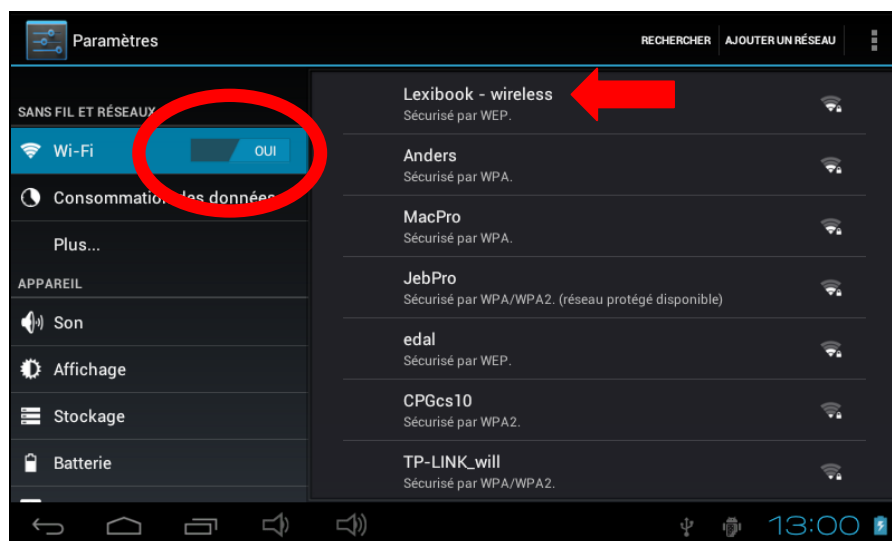 Paramètres
RECHERCHER
AJOUTER UN RÉSEAU
SANS FIL ET RÉSEAUX
Wi-Fi
OUI
Consommation des données
Plus...
APPAREIL
Son
Affichage
Stockage
Batterie
Lexibook - wireless
Sécurisé par WEP.
Anders
Sécurisé par WPA.
MacPro
Sécurisé par WPA.
JebPro
Sécurisé par WPA/WPA2. (réseau protégé disponible)
edal
Sécurisé par WEP.
CPGcs10
Sécurisé par WPA2.
TP-LINK_will
Sécurisé par WPA/WPA2.
13:00